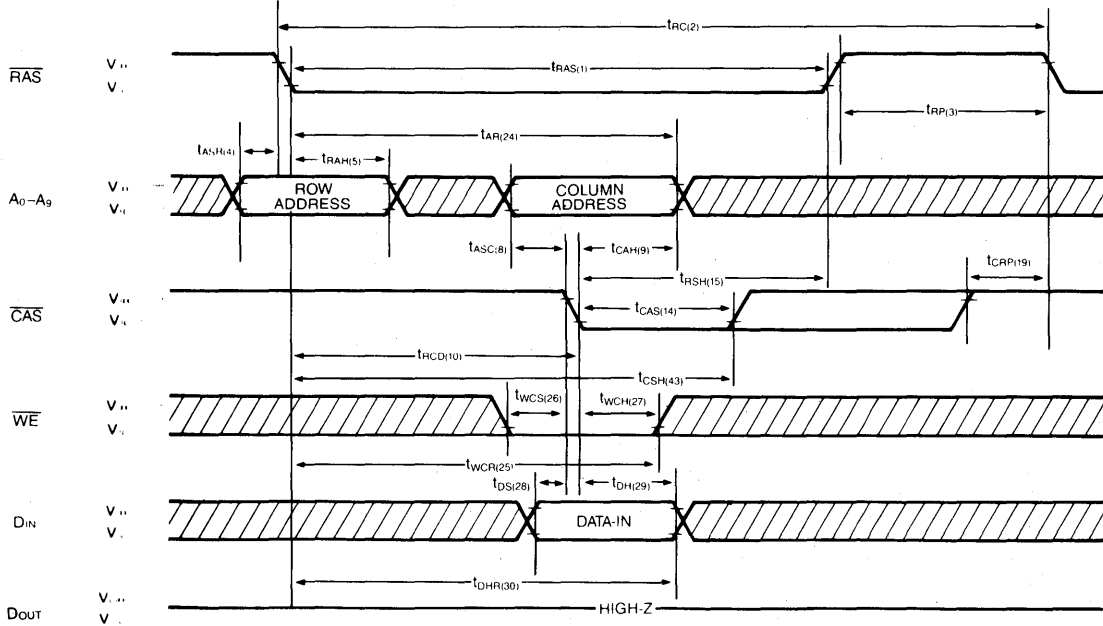 tRC(2)
RAS
tRAS(1)
tRP(3)
tAR(24)
tASR(4)
tRAH(5)
A0–A9
ROW
ADDRESS
COLUMN
ADDRESS
tASC(8)
tCAH(9)
tRSH(15)
tCRP(19)
CAS
tCAS(14)
tRCD(10)
tCSH(43)
tWCS(26)
tWCH(27)
WE
tWCR(25)
tDS(28)
tDH(29)
DIN
DATA-IN
tDHR(30)
DOUT
HIGH-Z